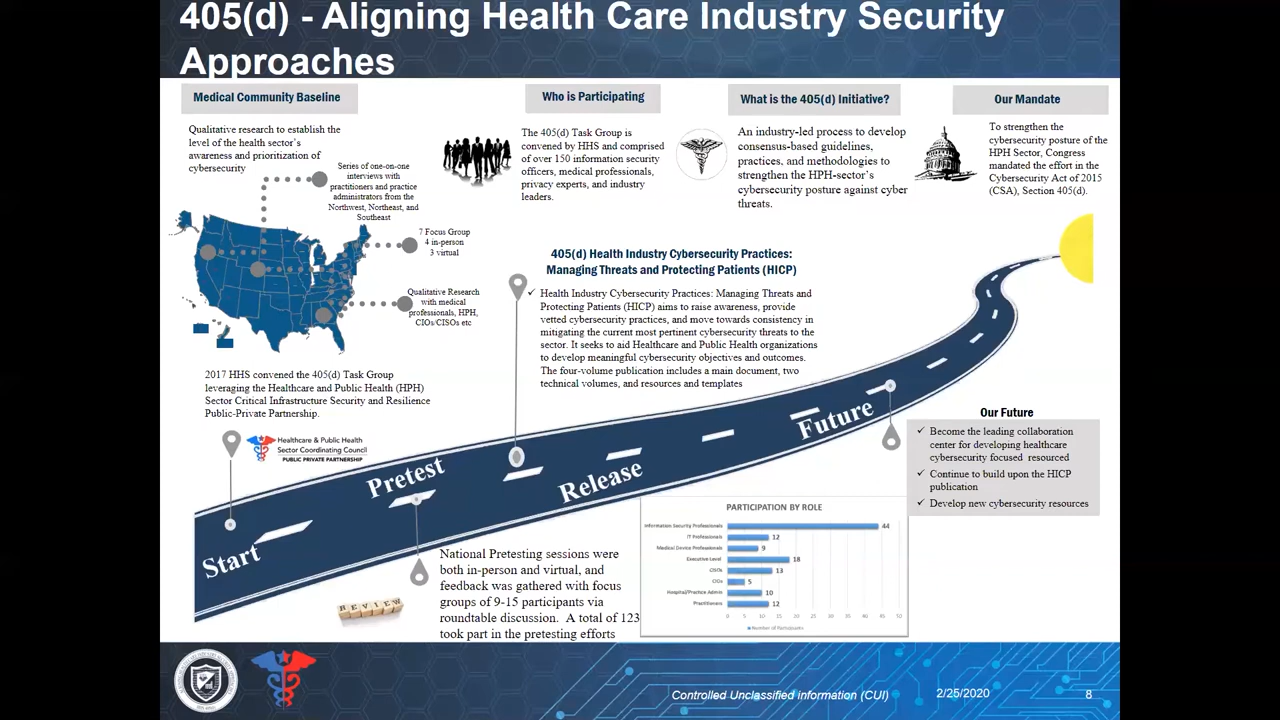 405(d) - Aligning Health Care Industry Security
Approaches
Medical Community Baseline
Qualitative research to establish the
level of the health sector's
awareness and prioritization of
cybersecurity
Series of one-on-one
interviews with
practitioners and practice
administrators from the
Northwest, Northeast, and
Southeast
7 Focus Group
4 in-person
3 virtual
Qualitative Research
with medical
professionals, HPH,
CIOs/CISOs etc
Who is Participating
The 405(d) Task Group is
convened by HHS and comprised
of over 150 information security
officers, medical professionals,
privacy experts, and industry
leaders.
What is the 405(d) Initiative?
An industry-led process to develop
consensus-based guidelines,
practices, and methodologies to
strengthen the HPH-sector's
cybersecurity posture against cyber
threats.
Our Mandate
To strengthen the
cybersecurity posture of the
HPH Sector, Congress
mandated the effort in the
Cybersecurity Act of 2015
(CSA), Section 405(d).
405(d) Health Industry Cybersecurity Practices:
Managing Threats and Protecting Patients (HICP)
✓ Health Industry Cybersecurity Practices: Managing Threats and
Protecting Patients (HICP) aims to raise awareness, provide
vetted cybersecurity practices, and move towards consistency in
mitigating the current most pertinent cybersecurity threats to the
sector. It seeks to aid Healthcare and Public Health organizations
to develop meaningful cybersecurity objectives and outcomes.
The four-volume publication includes a main document, two
technical volumes, and resources and templates
2017 HHS convened the 405(d) Task Group
leveraging the Healthcare and Public Health (HPH)
Sector Critical Infrastructure Security and Resilience
Public-Private Partnership.
Healthcare & Public Health
Sector Coordinating Council
PUBLIC PRIVATE PARTNERSHIP
Start
Pretest
Release
Future
Our Future
✓ Become the leading collaboration
center for developing healthcare
cybersecurity focused resourced
✓ Continue to build upon the HICP
publication
✓ Develop new cybersecurity resources
REVIEW
National Pretesting sessions were
both in-person and virtual, and
feedback was gathered with focus
groups of 9-15 participants via
roundtable discussion. A total of 123
took part in the pretesting efforts
PARTICIPATION BY ROLE
Information Security Professionals 44
IT Professionals 12
Medical Device Professionals 9
Executive Level 18
CISOs 13
CIOs 5
Hospital/Practice Admin 10
Practitioners 12
0 5 10 15 20 25 30 35 40 45 50
Number of Participants
Controlled Unclassified information (CUI)
2/25/2020
8